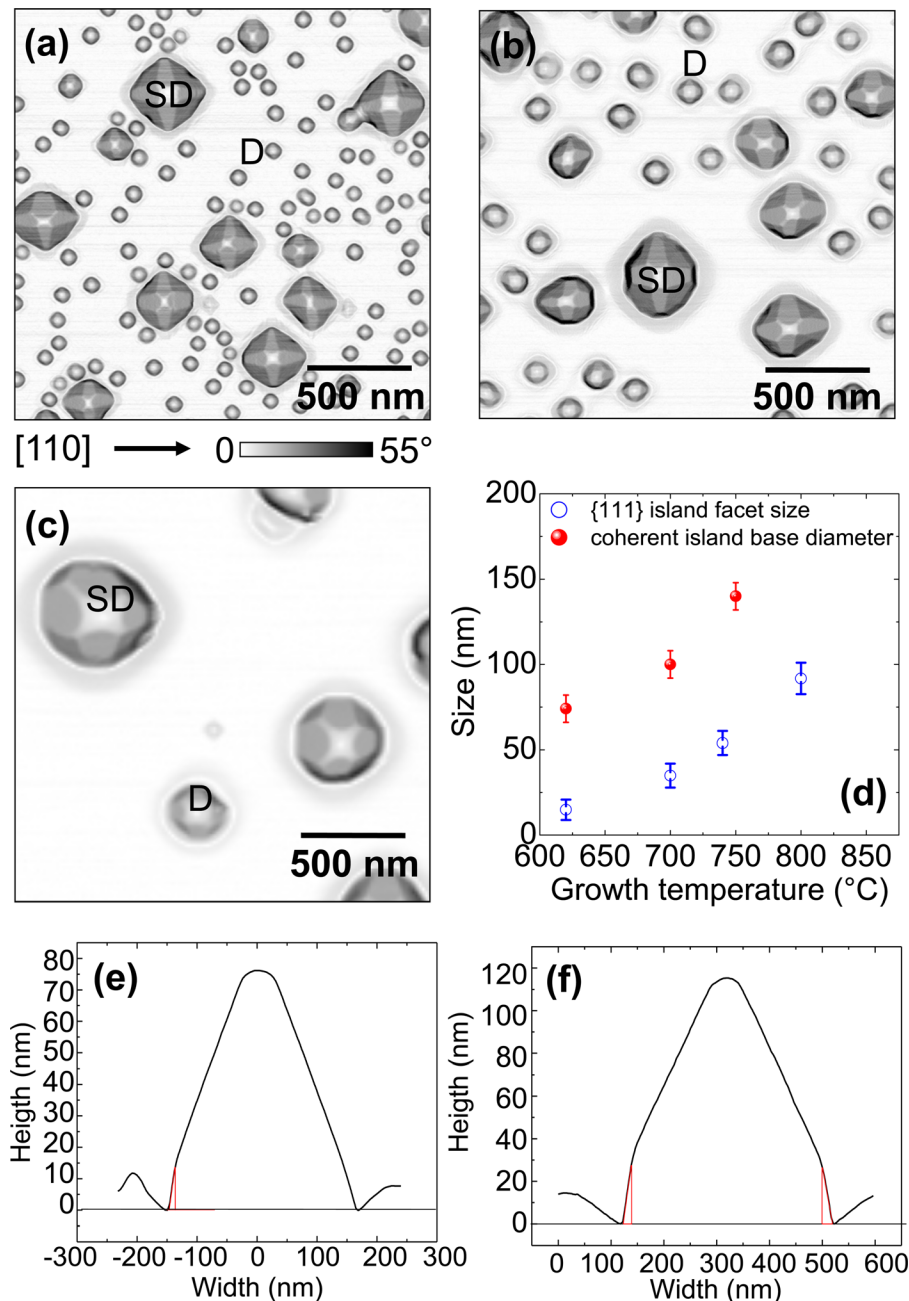 (a)
SD
D
500 nm
(b)
D
SD
500 nm
[110]
0
55°
(c)
SD
D
500 nm
200
150
100
50
0
Size (nm)
{111} island facet size
coherent island base diameter
(d)
600 650 700 750 800 850
Growth temperature (°C)
(e)
80
70
60
50
40
30
20
10
0
Heigth (nm)
-300 -200 -100 0 100 200 300
Width (nm)
(f)
120
100
80
60
40
20
0
Heigth (nm)
0 100 200 300 400 500 600
Width (nm)